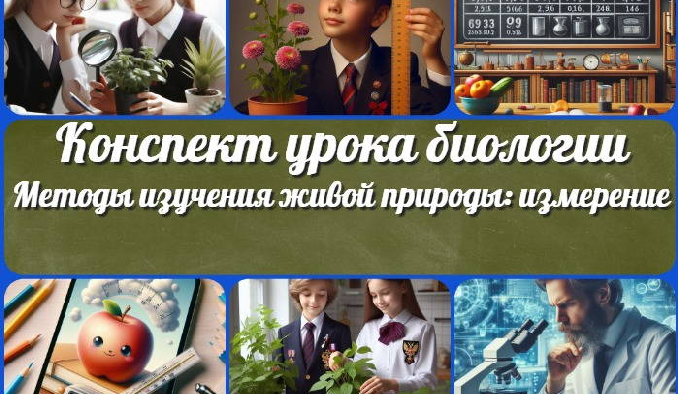 Конспект урока биологии
Методы изучения живой природы: измерение